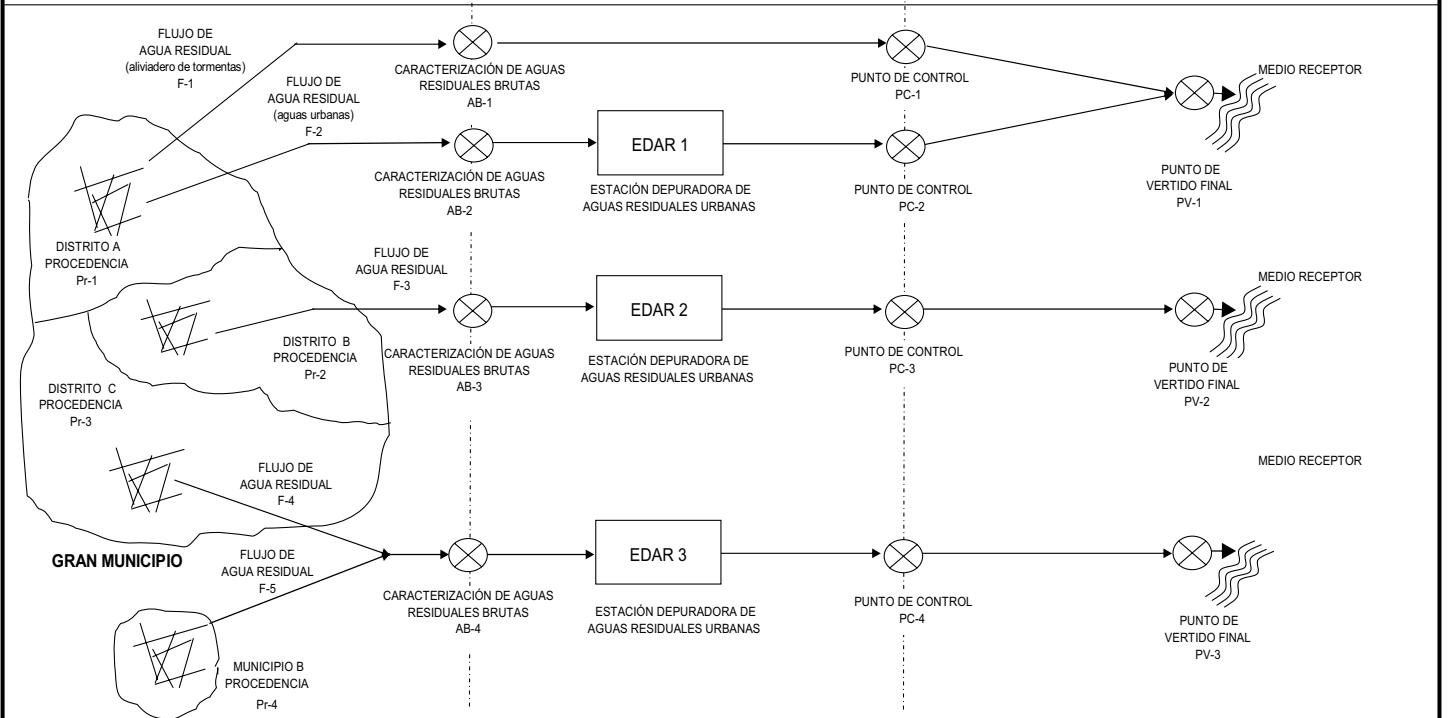 FLUJO DE
AGUA RESIDUAL
(aliviadero de tormentas)
F-1
FLUJO DE
AGUA RESIDUAL
(aguas urbanas)
F-2
CARACTERIZACIÓN DE AGUAS
RESIDUALES BRUTAS
AB-1
PUNTO DE CONTROL
PC-1
MEDIO RECEPTOR
EDAR 1
CARACTERIZACIÓN DE AGUAS
RESIDUALES BRUTAS
AB-2
ESTACIÓN DEPURADORA DE
AGUAS RESIDUALES URBANAS
PUNTO DE CONTROL
PC-2
PUNTO DE
VERTIDO FINAL
PV-1
DISTRITO A
PROCEDENCIA
Pr-1
FLUJO DE
AGUA RESIDUAL
F-3
MEDIO RECEPTOR
EDAR 2
DISTRITO B
PROCEDENCIA
Pr-2
CARACTERIZACIÓN DE AGUAS
RESIDUALES BRUTAS
AB-3
ESTACIÓN DEPURADORA DE
AGUAS RESIDUALES URBANAS
PUNTO DE CONTROL
PC-3
PUNTO DE
VERTIDO FINAL
PV-2
DISTRITO C
PROCEDENCIA
Pr-3
FLUJO DE
AGUA RESIDUAL
F-4
MEDIO RECEPTOR
GRAN MUNICIPIO
FLUJO DE
AGUA RESIDUAL
F-5
EDAR 3
CARACTERIZACIÓN DE AGUAS
RESIDUALES BRUTAS
AB-4
ESTACIÓN DEPURADORA DE
AGUAS RESIDUALES URBANAS
PUNTO DE CONTROL
PC-4
PUNTO DE
VERTIDO FINAL
PV-3
MUNICIPIO B
PROCEDENCIA
Pr-4